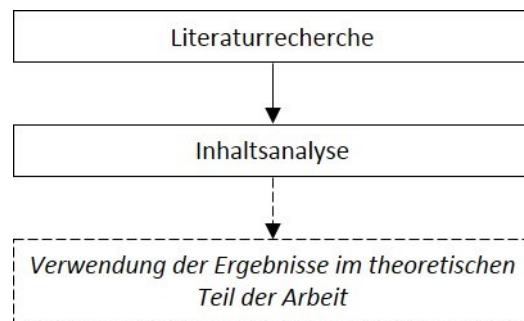 Literaturrecherche
Inhaltsanalyse
Verwendung der Ergebnisse im theoretischen
Teil der Arbeit